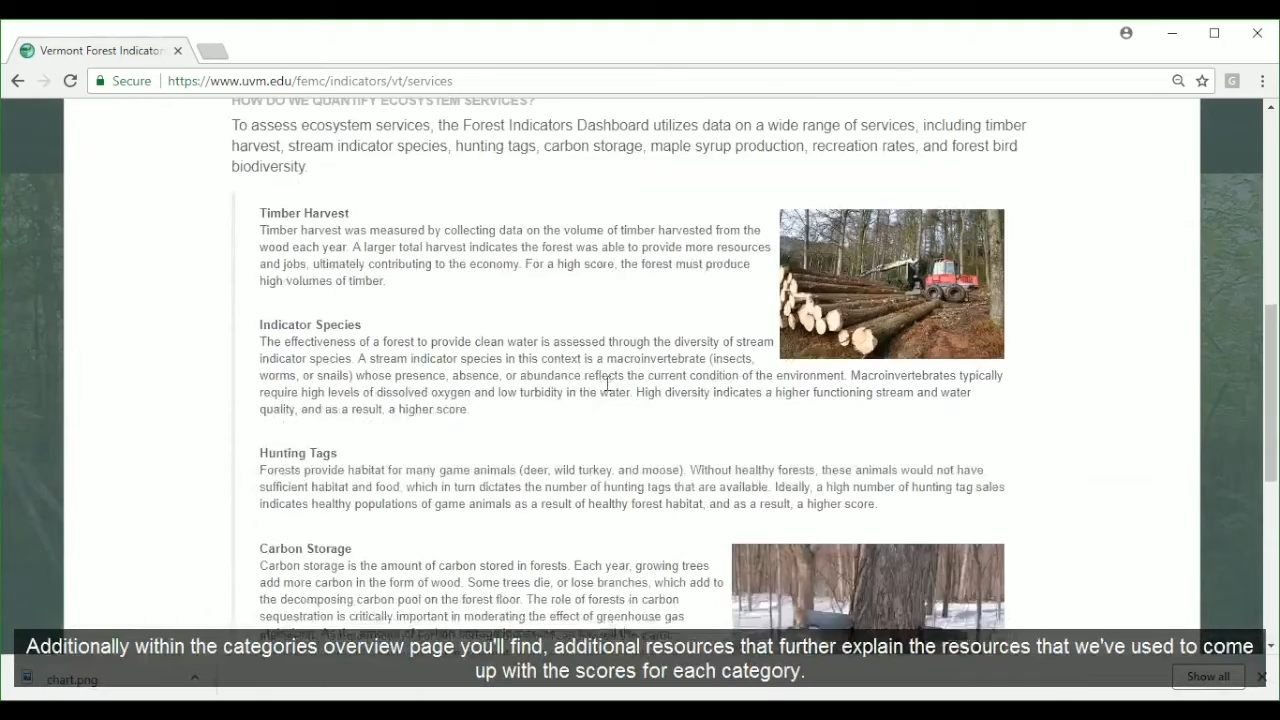 Vermont Forest Indicator
Secure https://www.uvm.edu/femc/indicators/vt/services
HOW DO WE QUANTIFY ECOSYSTEM SERVICES?
To assess ecosystem services, the Forest Indicators Dashboard utilizes data on a wide range of services, including timber
harvest, stream indicator species, hunting tags, carbon storage, maple syrup production, recreation rates, and forest bird
biodiversity.
Timber Harvest
Timber harvest was measured by collecting data on the volume of timber harvested from the
wood each year. A larger total harvest indicates the forest was able to provide more resources
and jobs, ultimately contributing to the economy. For a high score, the forest must produce
high volumes of timber.
Indicator Species
The effectiveness of a forest to provide clean water is assessed through the diversity of stream
indicator species. A stream indicator species in this context is a macroinvertebrate (insects,
worms, or snails) whose presence, absence, or abundance reflects the current condition of the environment. Macroinvertebrates typically
require high levels of dissolved oxygen and low turbidity in the water. High diversity indicates a higher functioning stream and water
quality, and as a result, a higher score.
Hunting Tags
Forests provide habitat for many game animals (deer, wild turkey, and moose). Without healthy forests, these animals would not have
sufficient habitat and food, which in turn dictates the number of hunting tags that are available. Ideally, a high number of hunting tag sales
indicates healthy populations of game animals as a result of healthy forest habitat, and as a result, a higher score.
Carbon Storage
Carbon storage is the amount of carbon stored in forests. Each year, growing trees
add more carbon in the form of wood. Some trees die, or lose branches, which add to
the decomposing carbon pool on the forest floor. The role of forests in carbon
sequestration is critically important in moderating the effect of greenhouse gas
Additionally within the categories overview page you'll find, additional resources that further explain the resources that we've used to come
up with the scores for each category.
chart.png
Show all